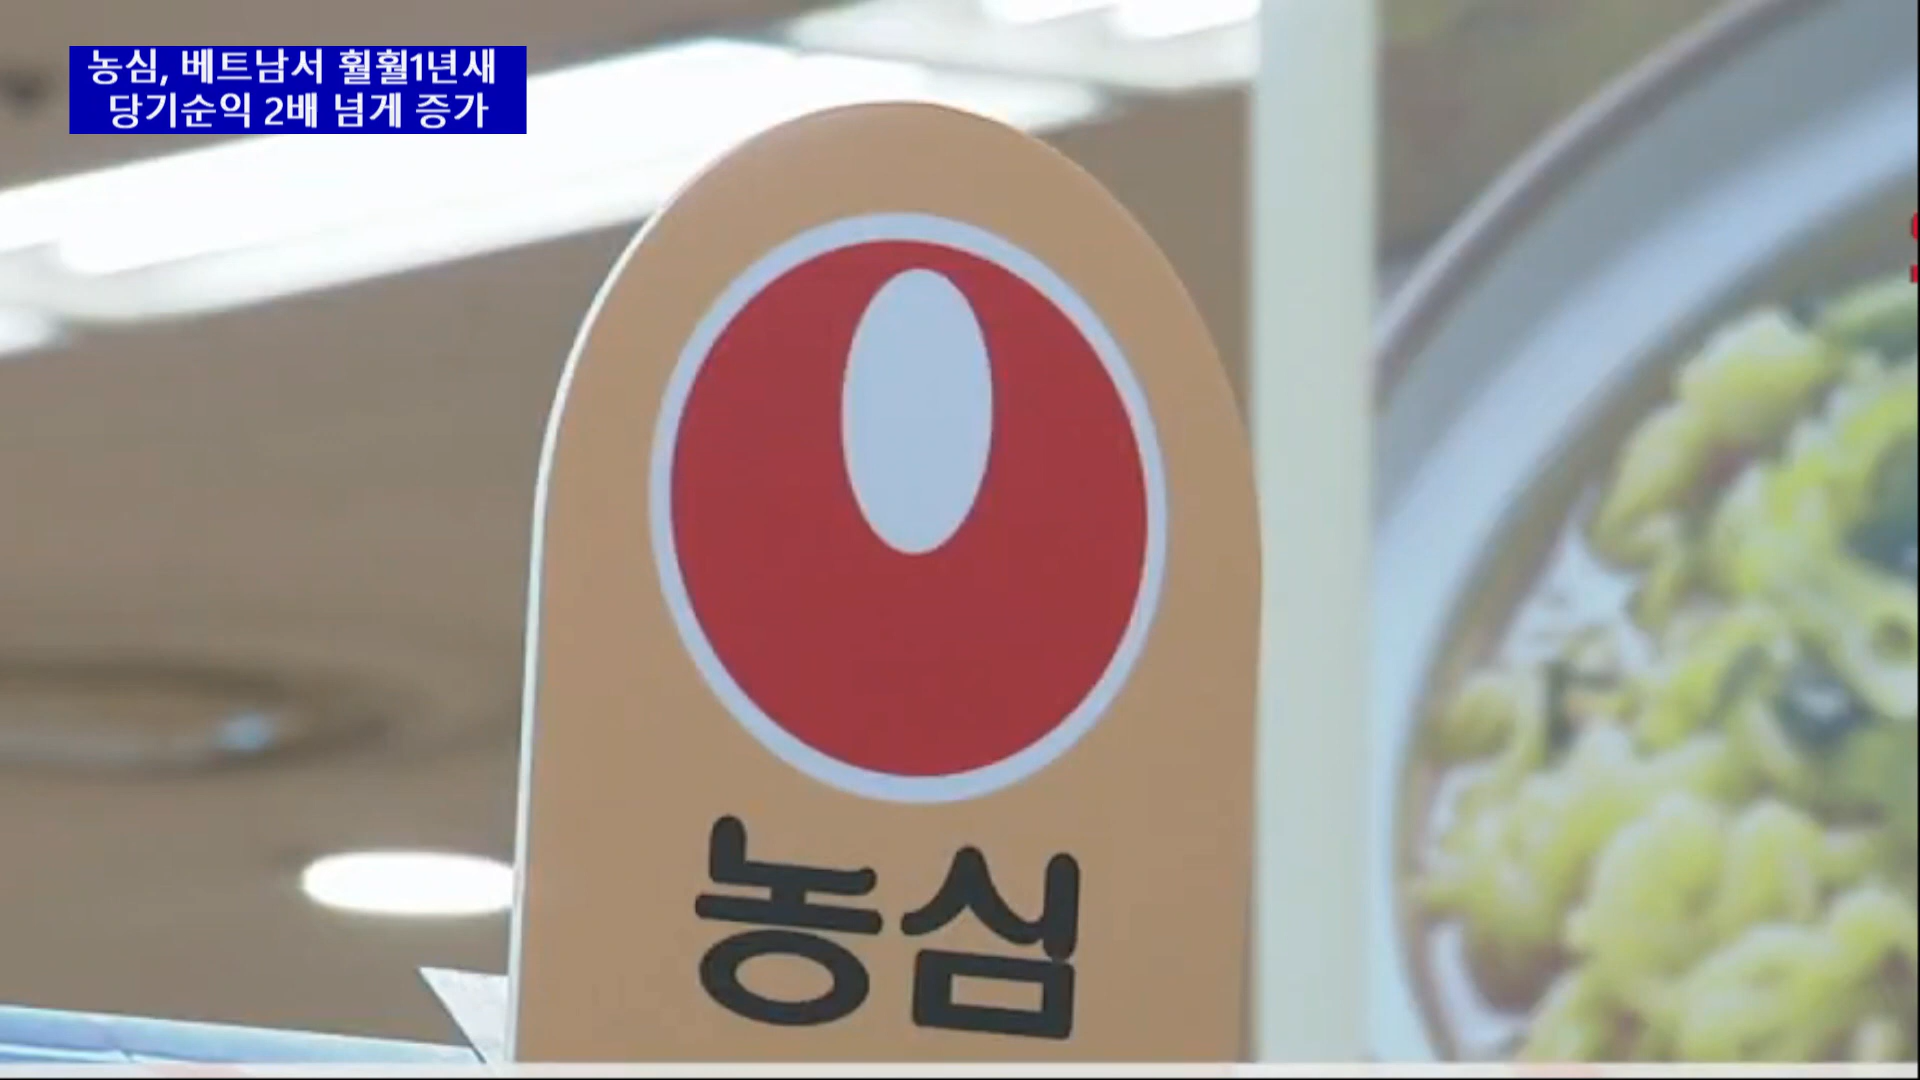 농심, 베트남서 훨훨1년새
당기순익 2배 넘게 증가
농심